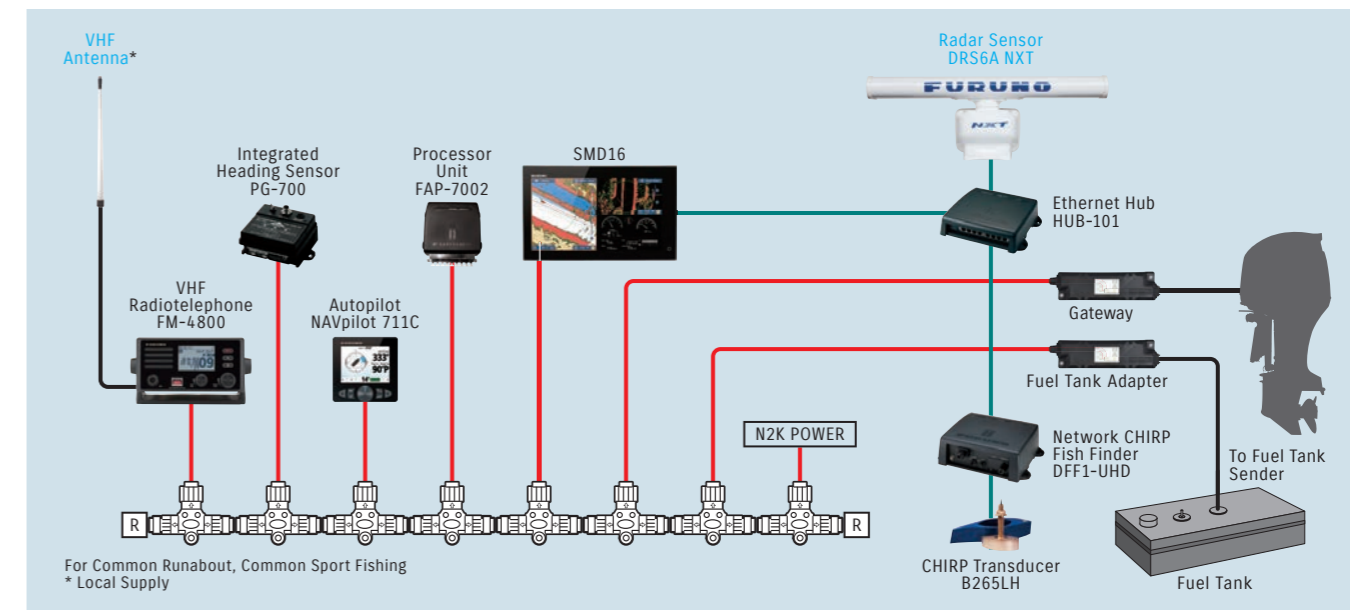 VHF
Antenna*
Radar Sensor
DRS6A NXT
FURUNO
NXT
Integrated
Heading Sensor
PG-700
Processor
Unit
FAP-7002
SMD16
Ethernet Hub
HUB-101
VHF
Radiotelephone
FM-4800
Autopilot
NAVpilot 711C
Gateway
Fuel Tank Adapter
N2K POWER
Network CHIRP
Fish Finder
DFF1-UHD
To Fuel Tank
Sender
R
R
For Common Runabout, Common Sport Fishing
* Local Supply
CHIRP Transducer
B265LH
Fuel Tank